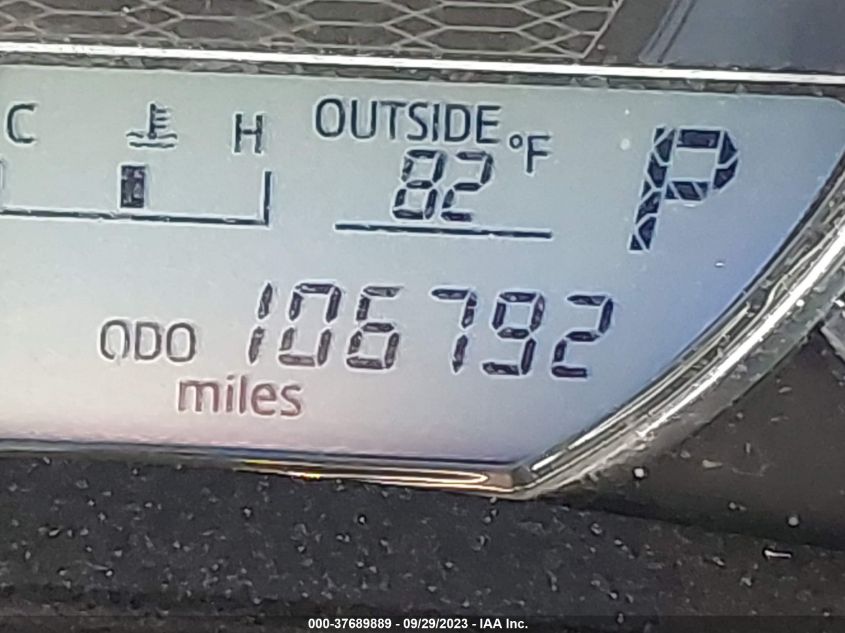 C H OUTSIDE °F
82 P
ODO 106792
miles
000-37689889 - 09/29/2023 - IAA Inc.